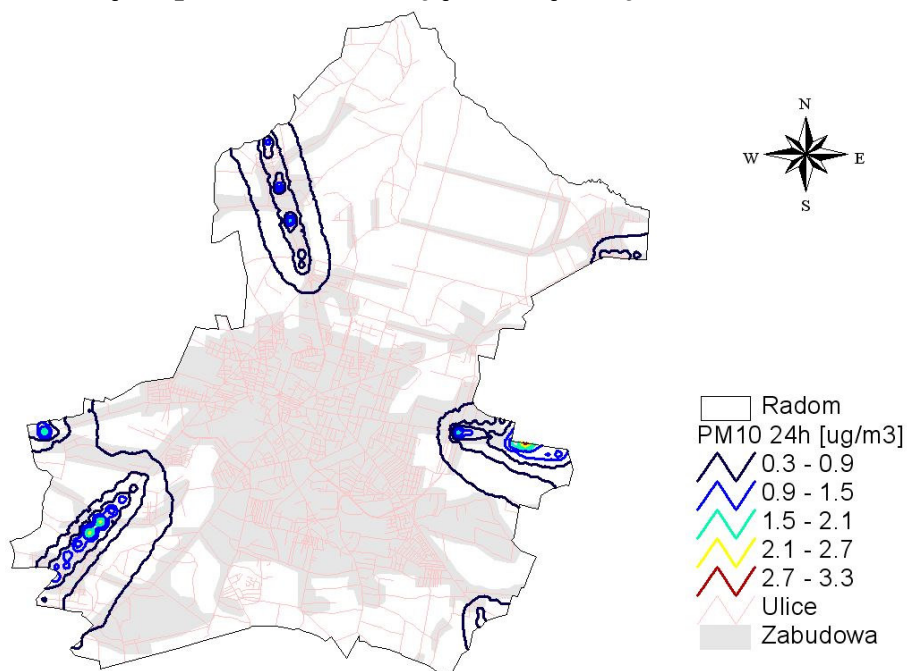 N
W E
S
Radom
PM10 24h [ug/m3]
0.3 - 0.9
0.9 - 1.5
1.5 - 2.1
2.1 - 2.7
2.7 - 3.3
Ulice
Zabudowa